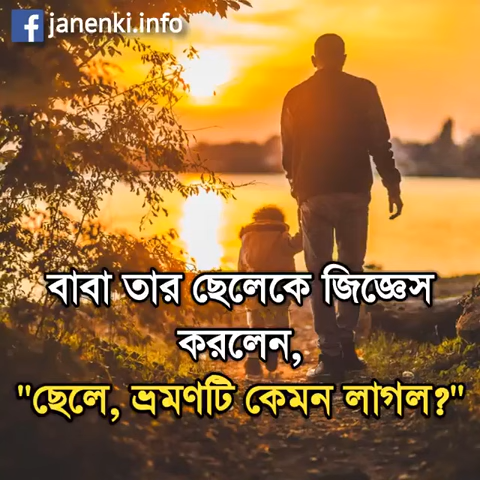 janenki.info
বাবা তার ছেলেকে জিজ্ঞেস
করলেন,
"ছেলে, ভ্রমণটি কেমন লাগল?"